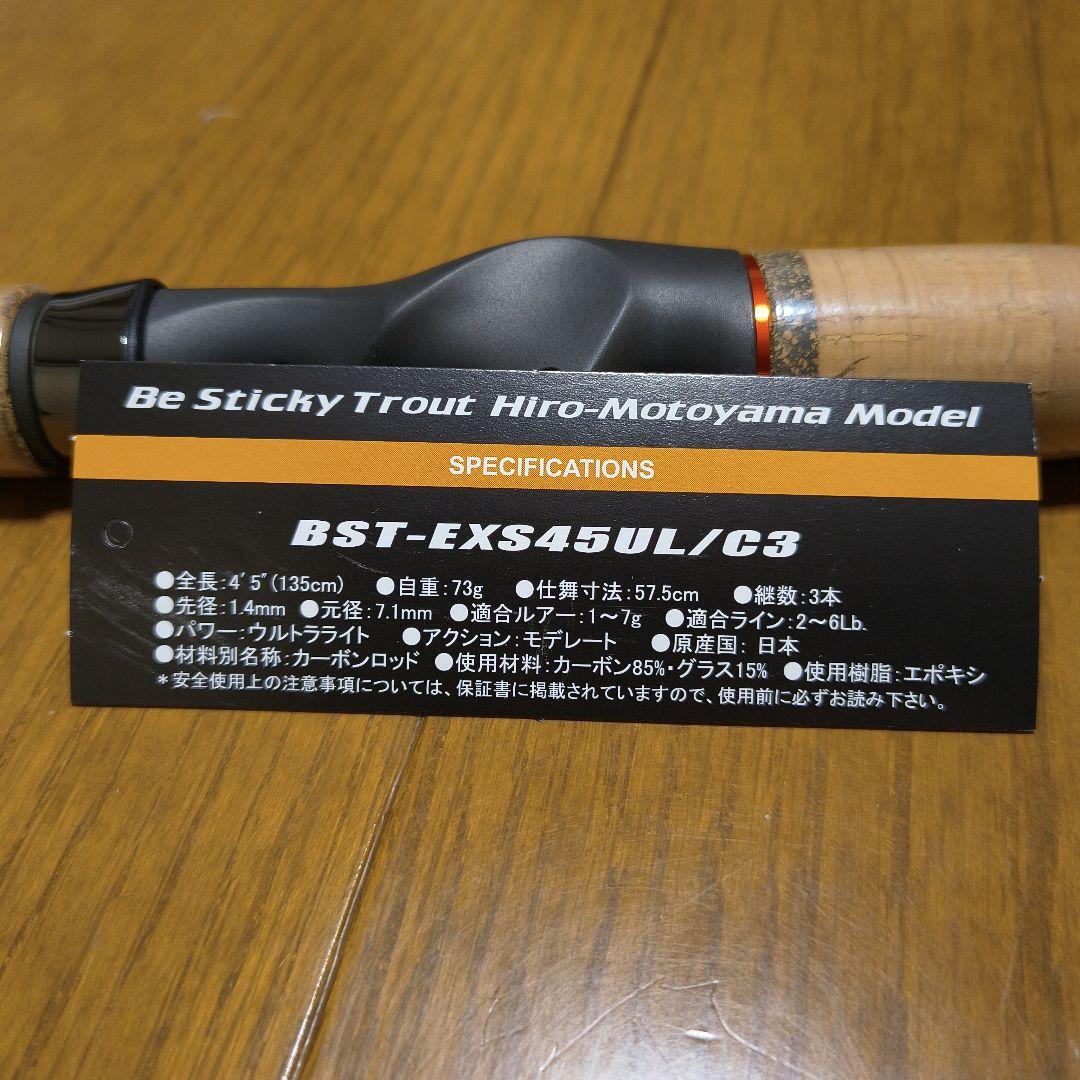 Be Sticky Trout Hiro-Motoyama Model
SPECIFICATIONS
BST-EXS45UL/C3
●全長:4'5"(135cm) ●自重:73g ●仕舞寸法:57.5cm ●継数:3本
●先径:1.4mm ●元径:7.1mm ●適合ルアー:1～7g ●適合ライン:2～6Lb.
●パワー:ウルトラライト ●アクション:モデレート ●原産国:日本
●材料別名称:カーボンロッド ●使用材料:カーボン85%・グラス15% ●使用樹脂:エポキシ
＊安全使用上の注意事項については、保証書に掲載されていますので、使用前に必ずお読み下さい。